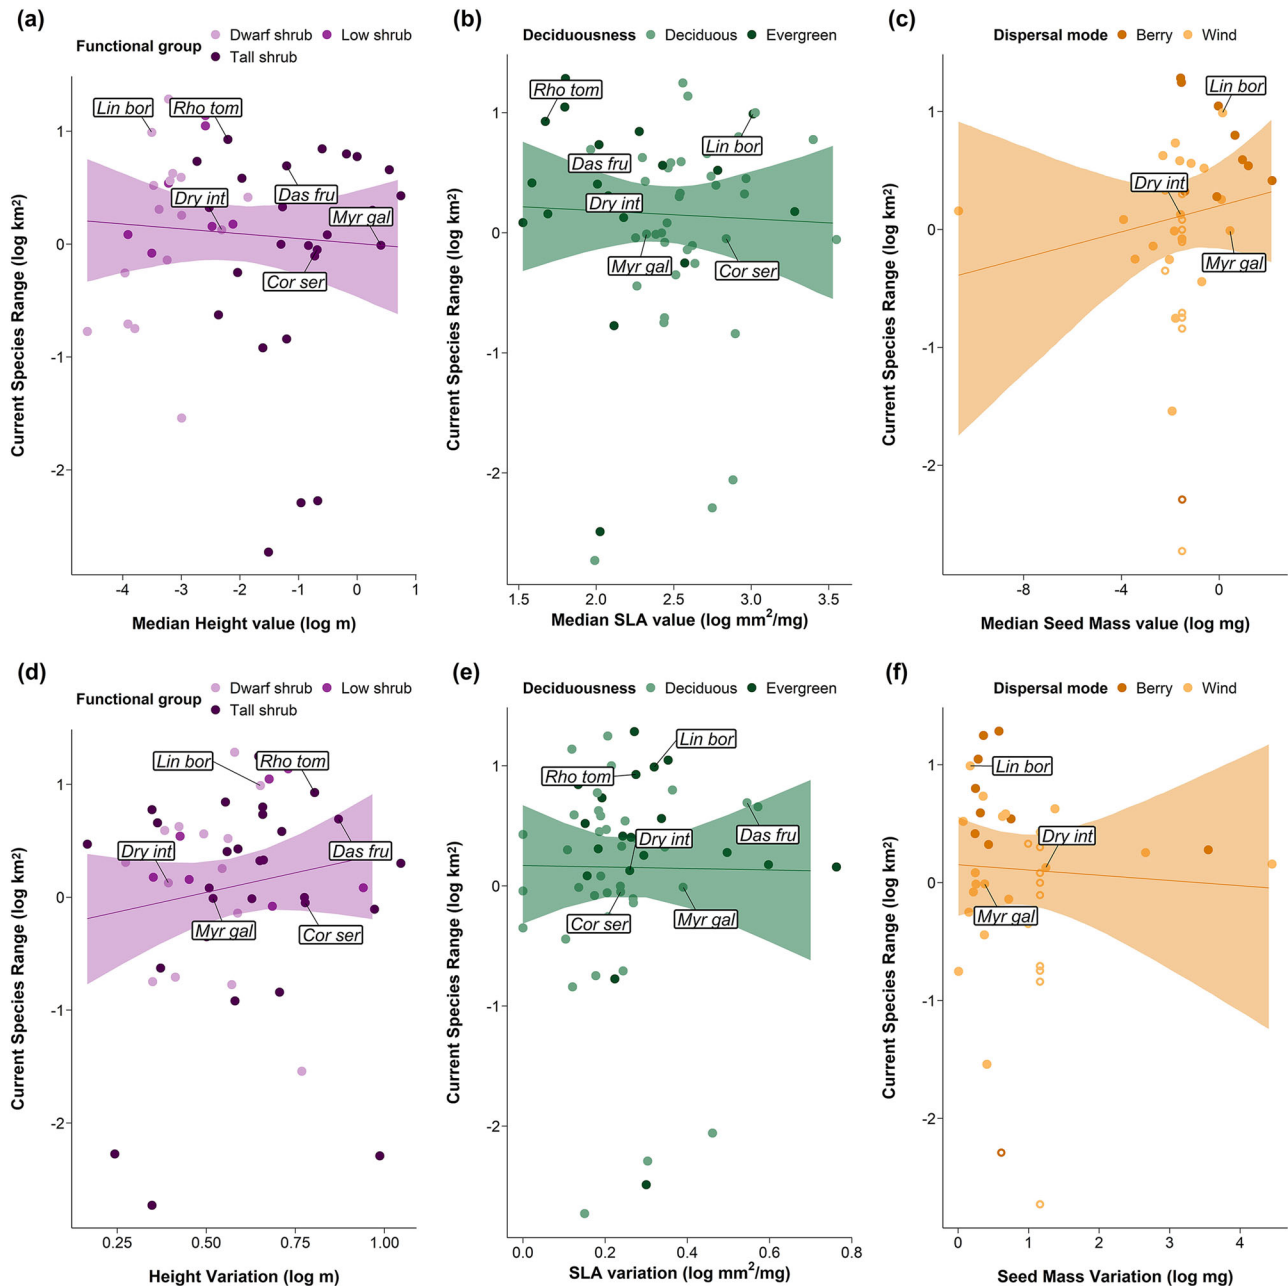 (a)
Functional group Dwarf shrub Low shrub
Tall shrub
Lin bor
Rho tom
Dry int
Das fru
Myr gal
Cor ser
1
0
-1
-2
-4 -3 -2 -1 0 1
Current Species Range (log km²)
Median Height value (log m)
(b)
Deciduousness Deciduous Evergreen
Rho tom
Lin bor
Das fru
Dry int
Myr gal
Cor ser
1
0
-1
-2
1.5 2.0 2.5 3.0 3.5
Current Species Range (log km²)
Median SLA value (log mm²/mg)
(c)
Dispersal mode Berry Wind
Lin bor
Dry int
Myr gal
1
0
-1
-2
-8 -4 0
Current Species Range (log km²)
Median Seed Mass value (log mg)
(d)
Functional group Dwarf shrub Low shrub
Tall shrub
Lin bor
Rho tom
Dry int
Das fru
Myr gal
Cor ser
1
0
-1
-2
0.25 0.50 0.75 1.00
Current Species Range (log km²)
Height Variation (log m)
(e)
Deciduousness Deciduous Evergreen
Lin bor
Rho tom
Das fru
Dry int
Cor ser
Myr gal
1
0
-1
-2
0.0 0.2 0.4 0.6 0.8
Current Species Range (log km²)
SLA variation (log mm²/mg)
(f)
Dispersal mode Berry Wind
Lin bor
Dry int
Myr gal
1
0
-1
-2
0 1 2 3 4
Current Species Range (log km²)
Seed Mass Variation (log mg)